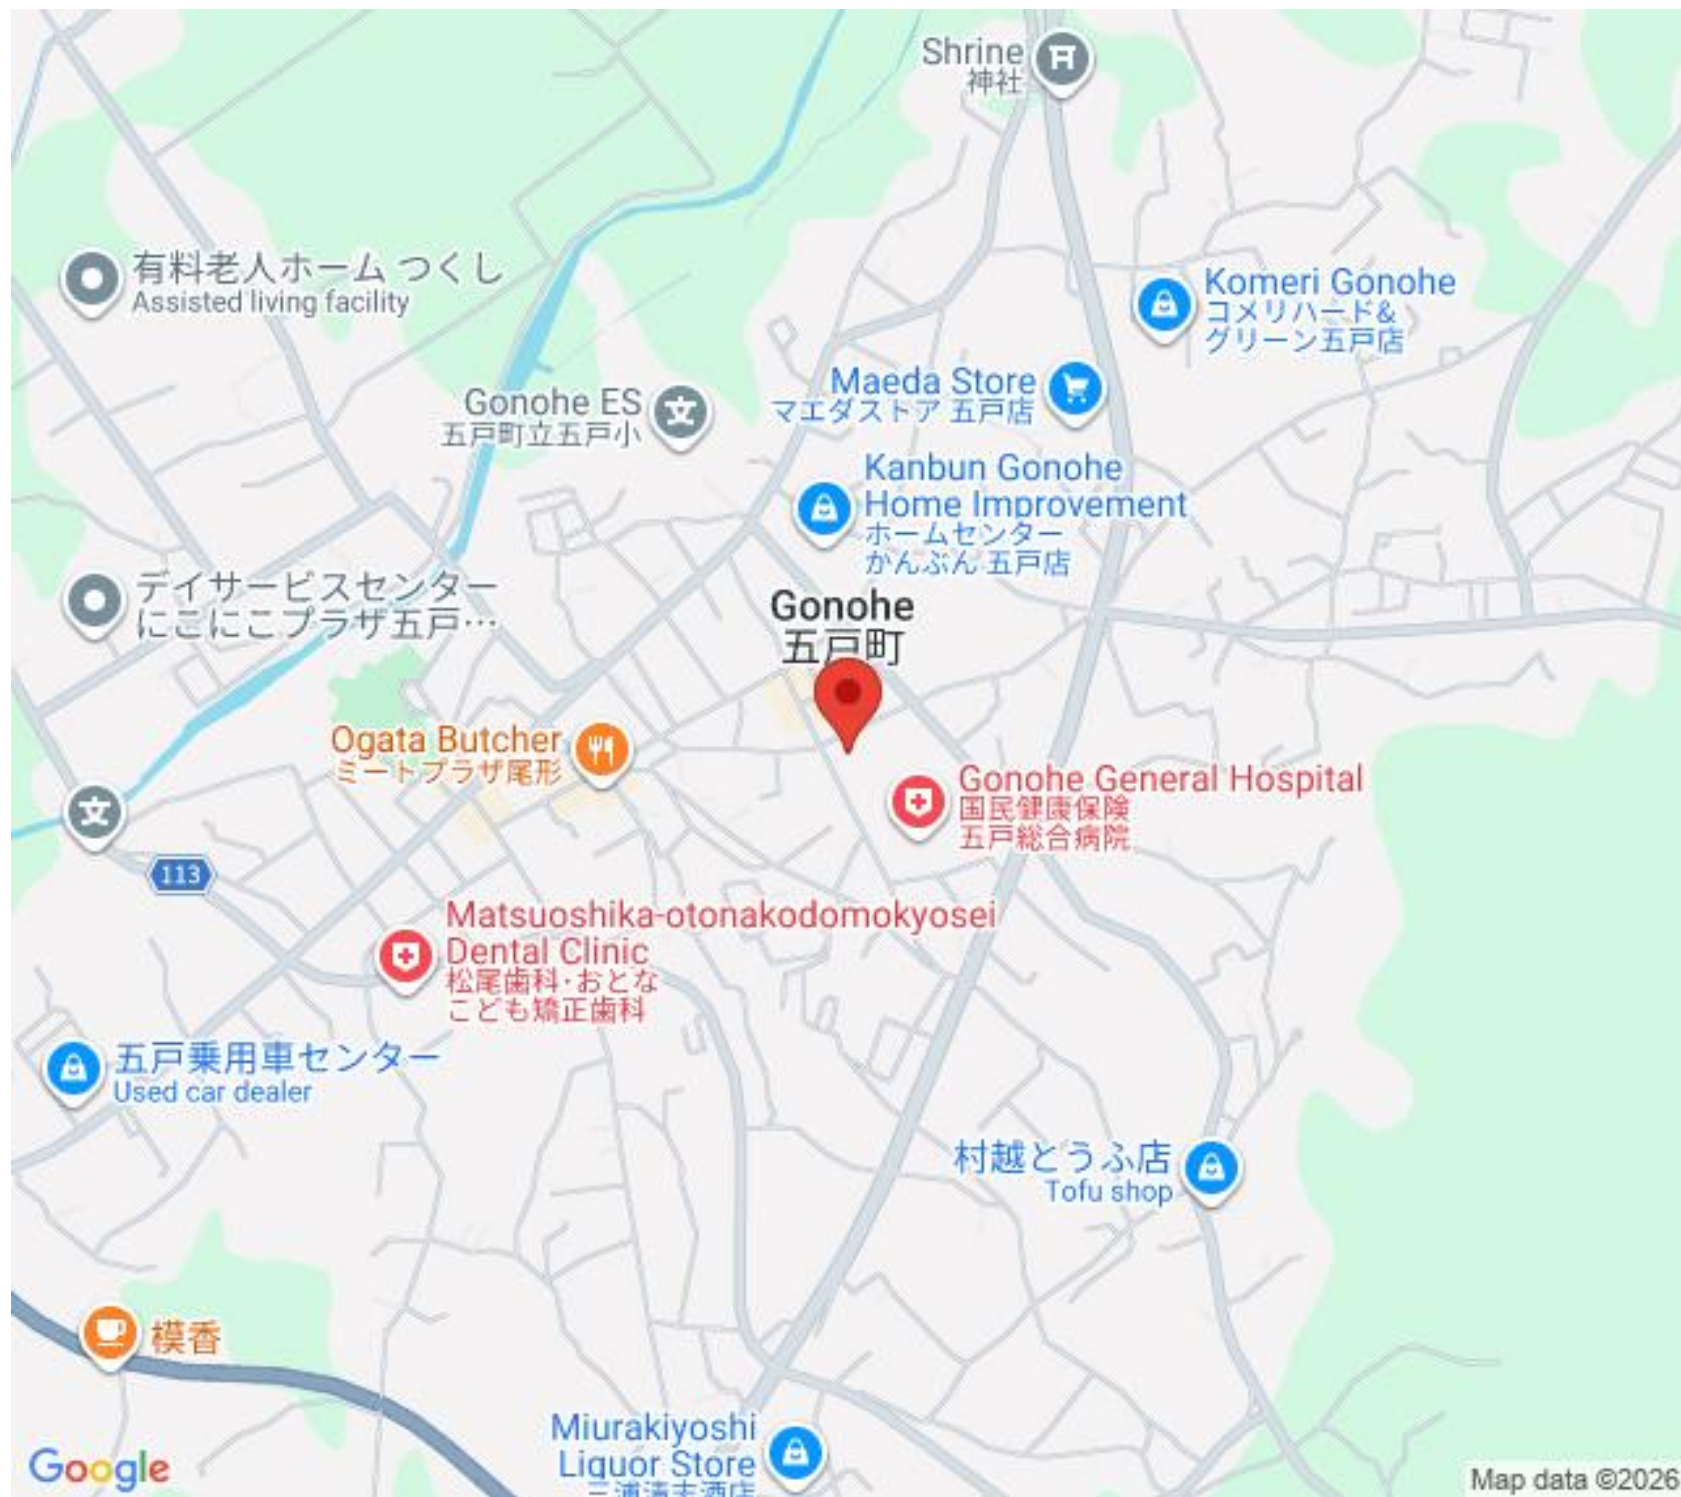 Shrine
神社
有料老人ホーム つくし
Assisted living facility
Komeri Gonohe
コメリハード&
グリーン五戸店
Maeda Store
マエダストア 五戸店
Gonohe ES
五戸町立五戸小
Kanbun Gonohe
Home Improvement
ホームセンター
かんぶん 五戸店
デイサービスセンター
にこにこプラザ五戸…
Gonohe
五戸町
Ogata Butcher
ミートプラザ尾形
Gonohe General Hospital
国民健康保険
五戸総合病院
文
文
113
Matsuoshika-otonakodomokyosei
Dental Clinic
松尾歯科·おとな
こども矯正歯科
五戸乗用車センター
Used car dealer
村越とうふ店
Tofu shop
模香
Miurakiyoshi
Liquor Store
三浦清志酒店
Google
Map data ©2026